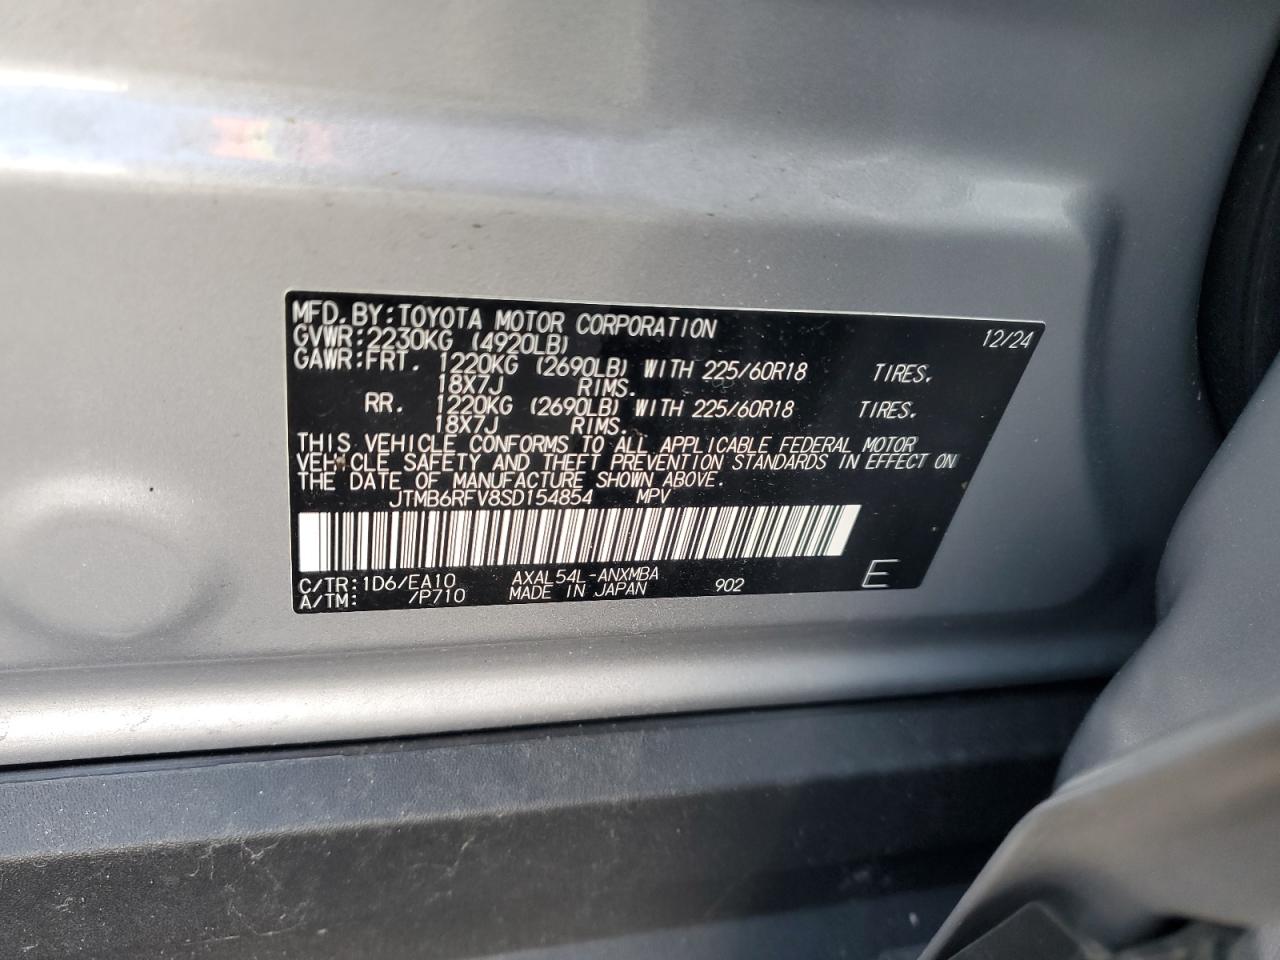 MFD. BY: TOYOTA MOTOR CORPORATION 12/24
GVWR: 2230KG (4920LB)
GAWR: FRT. 1220KG (2690LB) WITH 225/60R18 TIRES.
18X7J RIMS.
RR. 1220KG (2690LB) WITH 225/60R18 TIRES.
18X7J RIMS.
THIS VEHICLE CONFORMS TO ALL APPLICABLE FEDERAL MOTOR
VEHICLE SAFETY AND THEFT PREVENTION STANDARDS IN EFFECT ON
THE DATE OF MANUFACTURE SHOWN ABOVE.
JTMB6RFV8SD154854 MPV
C/TR: 1D6/EA10 AXAL54L-ANXMBA 902 E
A/TM: /P710 MADE IN JAPAN